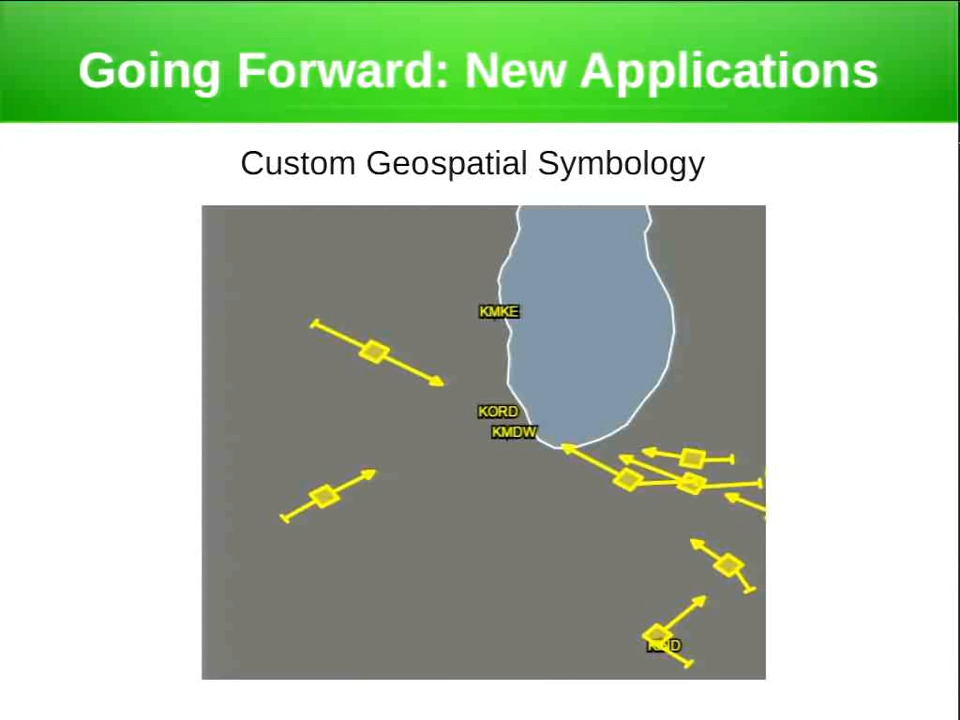 Going Forward: New Applications
Custom Geospatial Symbology
KMKE
KORD
KMDW